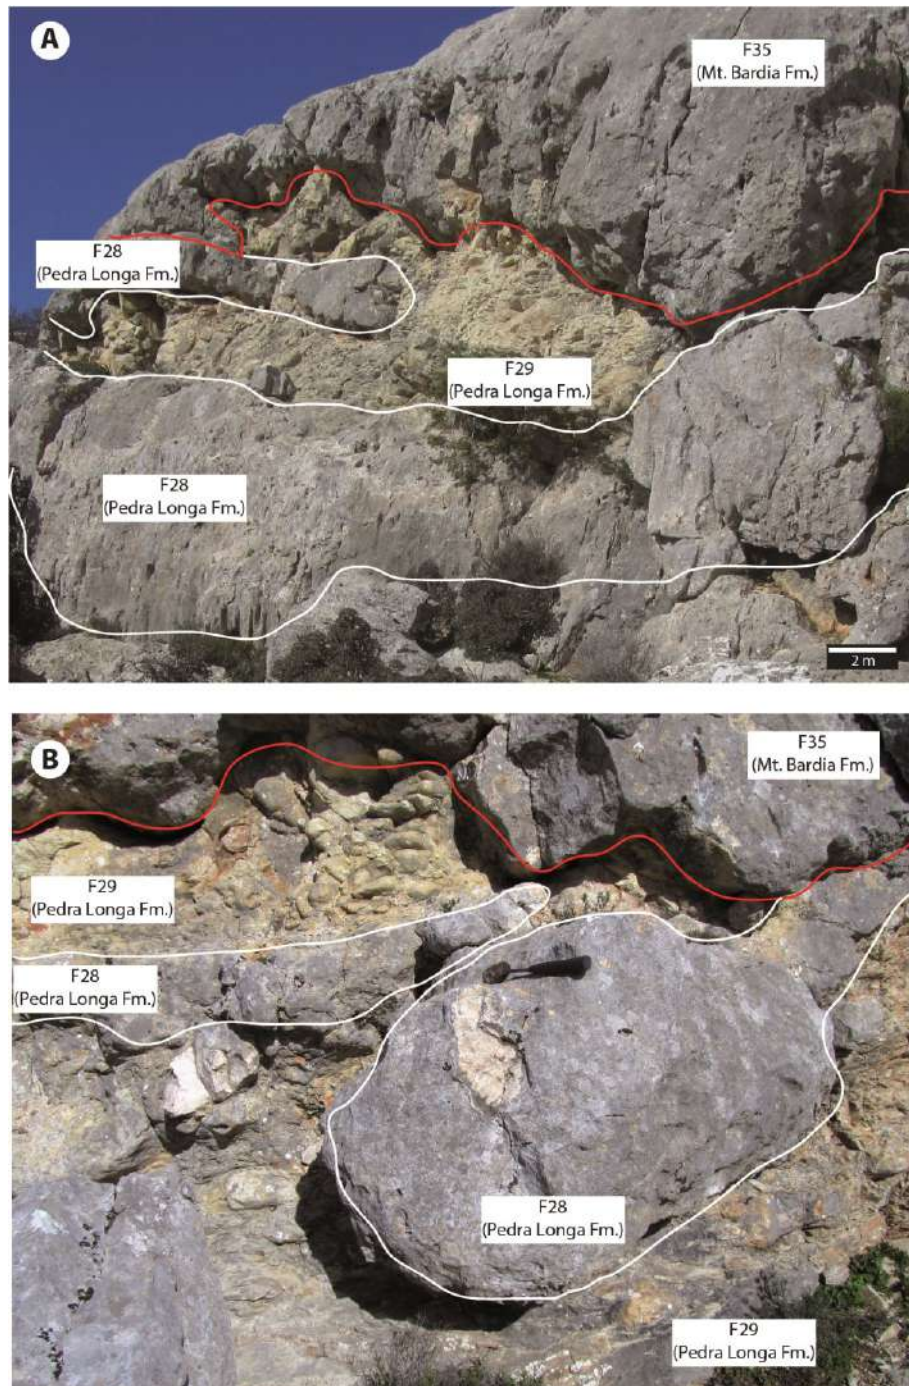 A
F35
(Mt. Bardia Fm.)
F28
(Pedra Longa Fm.)
F29
(Pedra Longa Fm.)
F28
(Pedra Longa Fm.)
2 m
B
F35
(Mt. Bardia Fm.)
F29
(Pedra Longa Fm.)
F28
(Pedra Longa Fm.)
F28
(Pedra Longa Fm.)
F29
(Pedra Longa Fm.)